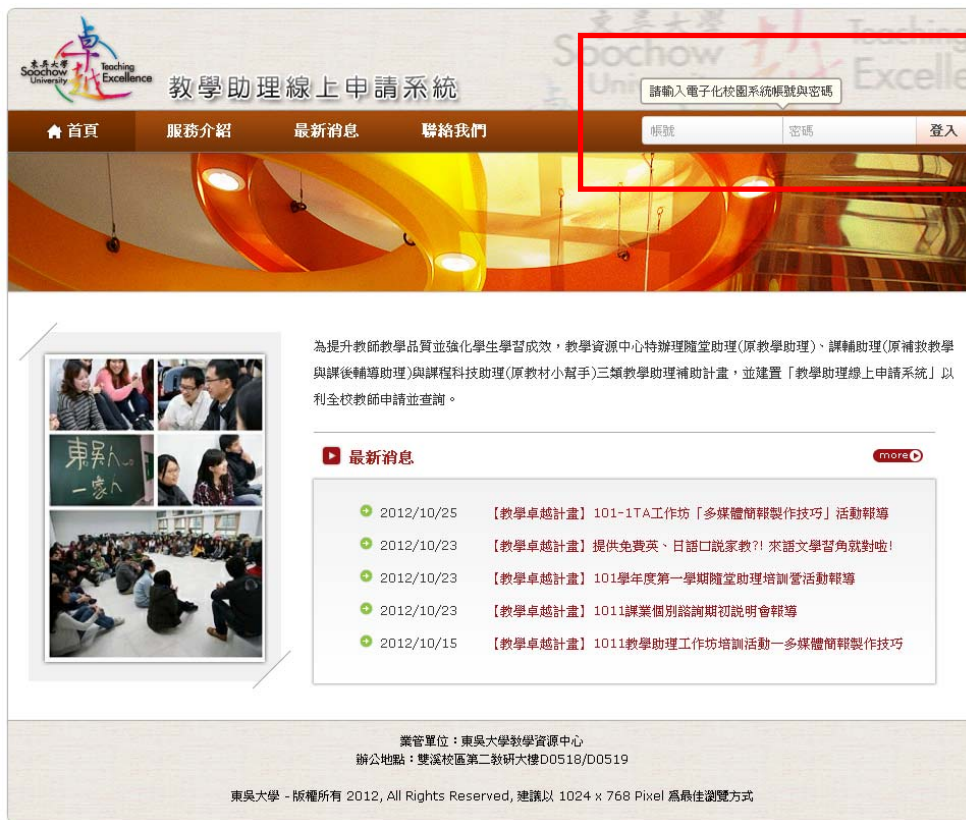 東吳大學
Soochow
University
卓越
Teaching
Excellence
教學助理線上申請系統
東吳大學
Soochow
Teaching
Excelle
請輸入電子化校園系統帳號與密碼
首頁
服務介紹
最新消息
聯絡我們
帳號
密碼
登入
為提升教師教學品質並強化學生學習成效，教學資源中心特辦理隨堂助理(原教學助理)、課輔助理(原補救教學
與課後輔導助理)與課程科技助理(原教材小幫手)三類教學助理補助計畫，並建置「教學助理線上申請系統」以
利全校教師申請並查詢。
東吳人
一家人
最新消息
more
2012/10/25 【教學卓越計畫】101-1TA工作坊「多媒體簡報製作技巧」活動報導
2012/10/23 【教學卓越計畫】提供免費英、日語口說家教?! 來語文學習角就對啦!
2012/10/23 【教學卓越計畫】101學年度第一學期隨堂助理培訓營活動報導
2012/10/23 【教學卓越計畫】1011課業個別諮詢期初說明會報導
2012/10/15 【教學卓越計畫】1011教學助理工作坊培訓活動—多媒體簡報製作技巧
業管單位：東吳大學教學資源中心
辦公地點：雙溪校區第二教研大樓D0518/D0519
東吳大學 - 版權所有 2012, All Rights Reserved, 建議以 1024 x 768 Pixel 為最佳瀏覽方式